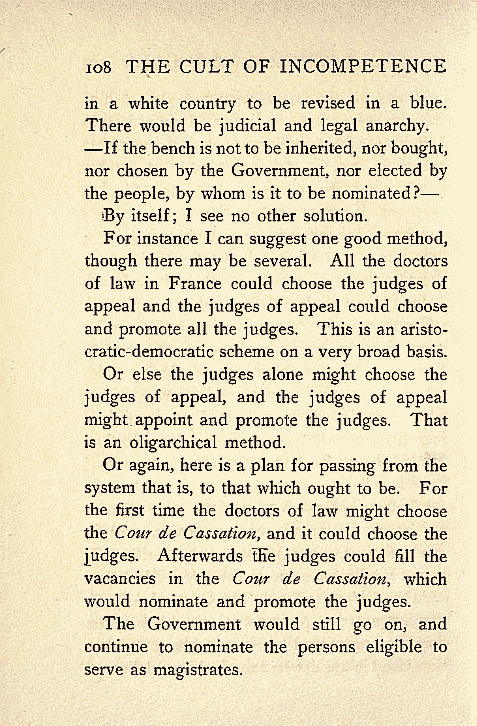 108 THE CULT OF INCOMPETENCE
in a white country to be revised in a blue.
There would be judicial and legal anarchy.
—If the bench is not to be inherited, nor bought,
nor chosen by the Government, nor elected by
the people, by whom is it to be nominated?—
By itself; I see no other solution.
For instance I can suggest one good method,
though there may be several. All the doctors
of law in France could choose the judges of
appeal and the judges of appeal could choose
and promote all the judges. This is an aristo-
cratic-democratic scheme on a very broad basis.
Or else the judges alone might choose the
judges of appeal, and the judges of appeal
might appoint and promote the judges. That
is an oligarchical method.
Or again, here is a plan for passing from the
system that is, to that which ought to be. For
the first time the doctors of law might choose
the Cour de Cassation, and it could choose the
judges. Afterwards the judges could fill the
vacancies in the Cour de Cassation, which
would nominate and promote the judges.
The Government would still go on, and
continue to nominate the persons eligible to
serve as magistrates.